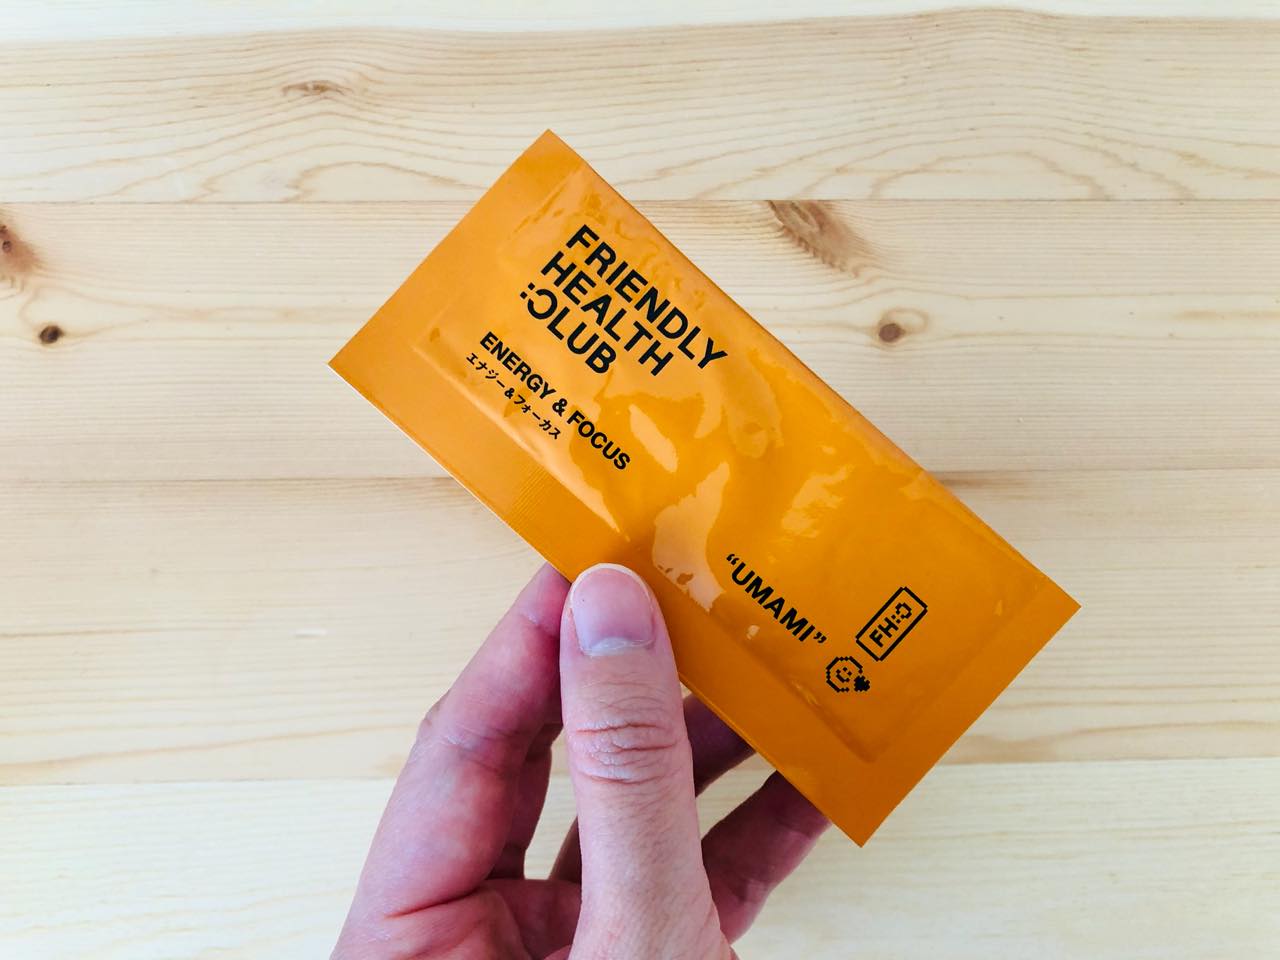 FRIENDLY
HEALTH
:CLUB
ENERGY & FOCUS
エナジー&フォーカス
“UMAMI”
FH:C